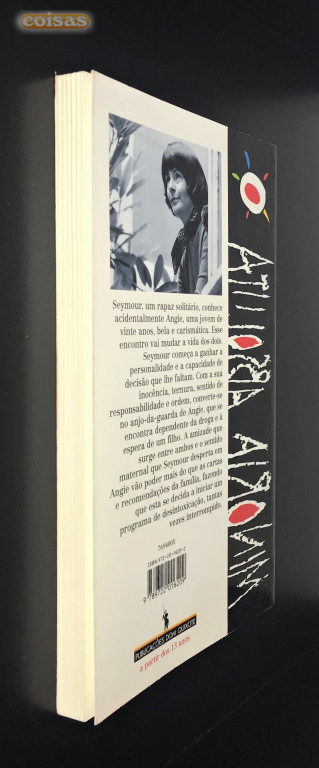 coisas
Seymour, um rapaz solitário, conhece
acidentalmente Angie, uma jovem de
vinte anos, bela e carismática. Esse
encontro vai mudar a vida dos dois.
Seymour começa a ganhar a
personalidade e a capacidade de
decisão que lhe faltam. Com a sua
inocência, ternura, sentido de
responsabilidade e ordem, converte-se
no anjo-da-guarda de Angie, que se
encontra dependente da droga e à
espera de um filho. A amizade que
surge entre ambos e o sentido
maternal que Seymour desperta em
Angie vão poder mais do que as cartas
e recomendações da família, fazendo
que esta se decida a iniciar um
programa de desintoxicação, tantas
vezes interrompido.
PUBLICAÇÕES DOM QUIXOTE
a partir dos 13 anos